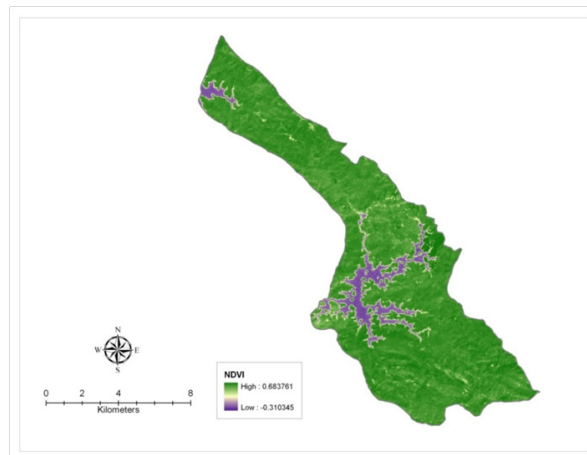 N
W E
S
0 2 4 8
Kilometers
NDVI
High : 0.683761
Low : -0.310345